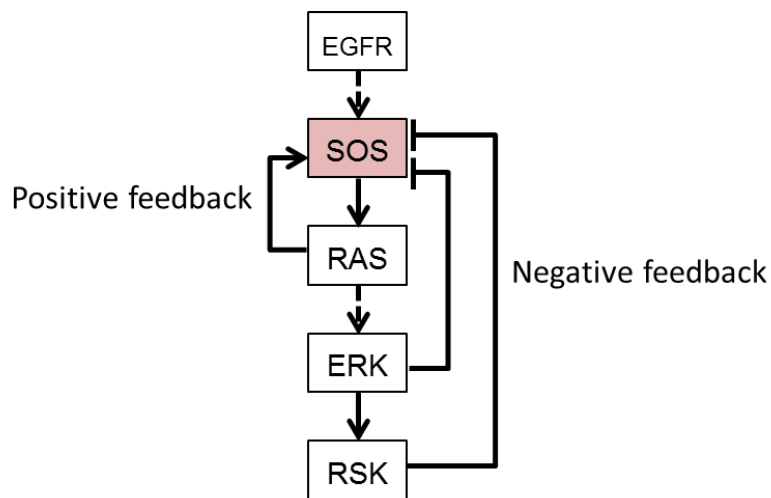 EGFR
SOS
Positive feedback
RAS
Negative feedback
ERK
RSK